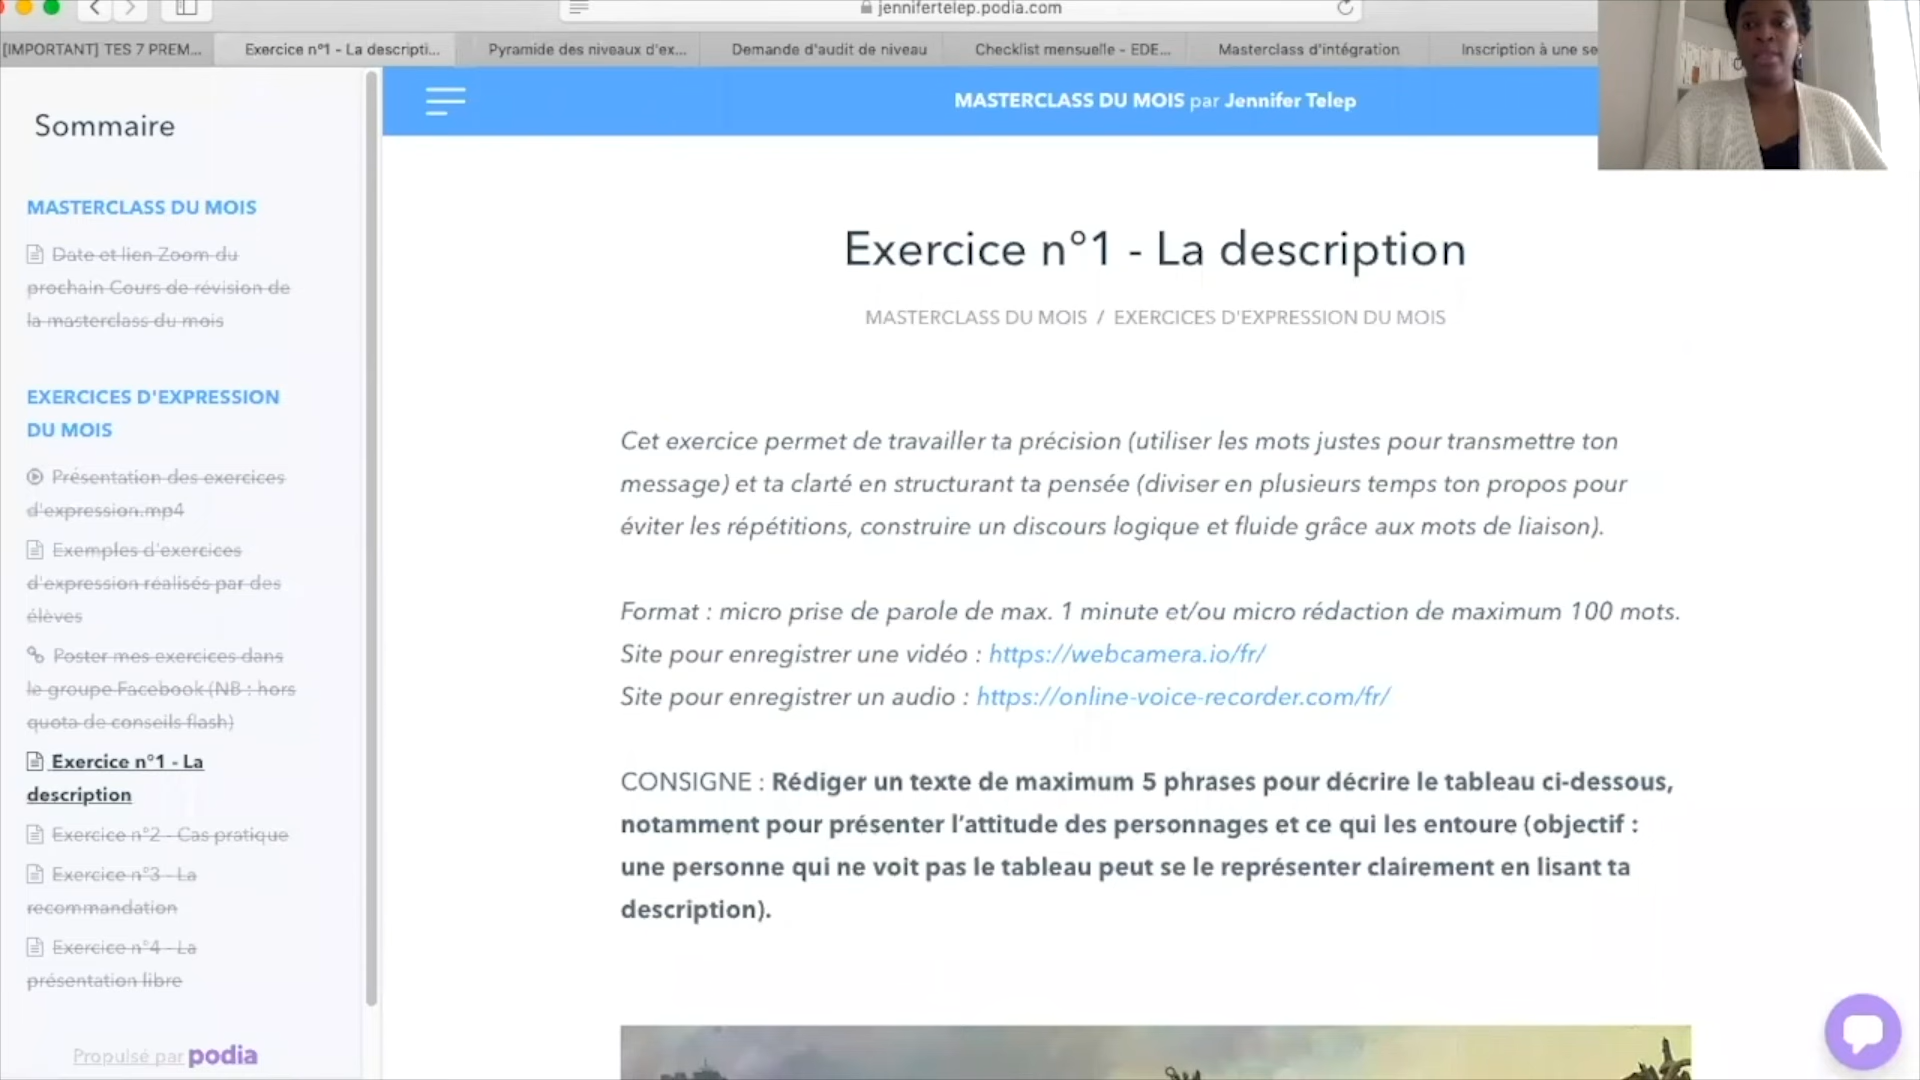 jennifertelep.podia.com
[IMPORTANT] TES 7 PREM...
Exercice n°1 - La descripti...
Pyramide des niveaux d'ex...
Demande d'audit de niveau
Checklist mensuelle - EDE...
Masterclass d'intégration
Inscription à une se
MASTERCLASS DU MOIS par Jennifer Telep
Sommaire
MASTERCLASS DU MOIS
Date et lien Zoom du
prochain Cours de révision de
la masterclass du mois
EXERCICES D'EXPRESSION
DU MOIS
Présentation des exercices
d'expression.mp4
Exemples d'exercices
d'expression réalisés par des
élèves
Poster mes exercices dans
le groupe Facebook (NB : hors
quota de conseils flash)
Exercice n°1 - La
description
Exercice n°2 - Cas pratique
Exercice n°3 - La
recommandation
Exercice n°4 - La
présentation libre
Propulsé par podia
Exercice n°1 - La description
MASTERCLASS DU MOIS / EXERCICES D'EXPRESSION DU MOIS
Cet exercice permet de travailler ta précision (utiliser les mots justes pour transmettre ton
message) et ta clarté en structurant ta pensée (diviser en plusieurs temps ton propos pour
éviter les répétitions, construire un discours logique et fluide grâce aux mots de liaison).
Format : micro prise de parole de max. 1 minute et/ou micro rédaction de maximum 100 mots.
Site pour enregistrer une vidéo : https://webcamera.io/fr/
Site pour enregistrer un audio : https://online-voice-recorder.com/fr/
CONSIGNE : Rédiger un texte de maximum 5 phrases pour décrire le tableau ci-dessous,
notamment pour présenter l'attitude des personnages et ce qui les entoure (objectif :
une personne qui ne voit pas le tableau peut se le représenter clairement en lisant ta
description).